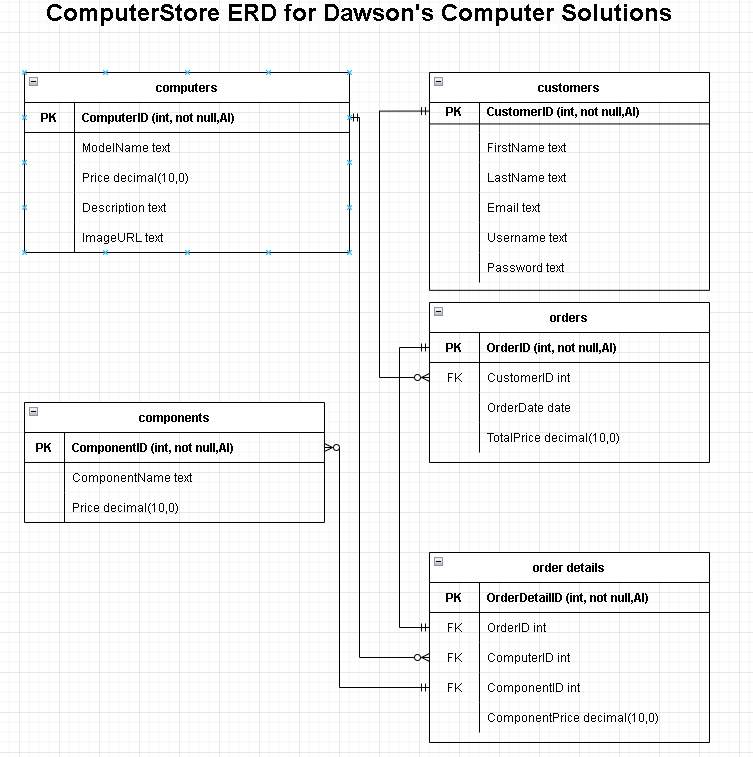 ComputerStore ERD for Dawson's Computer Solutions
computers
PK ComputerID (int, not null,AI)
ModelName text
Price decimal(10,0)
Description text
ImageURL text
customers
PK CustomerID (int, not null,AI)
FirstName text
LastName text
Email text
Username text
Password text
orders
PK OrderID (int, not null,AI)
FK CustomerID int
OrderDate date
TotalPrice decimal(10,0)
components
PK ComponentID (int, not null,AI)
ComponentName text
Price decimal(10,0)
order details
PK OrderDetailID (int, not null,AI)
FK OrderID int
FK ComputerID int
FK ComponentID int
ComponentPrice decimal(10,0)